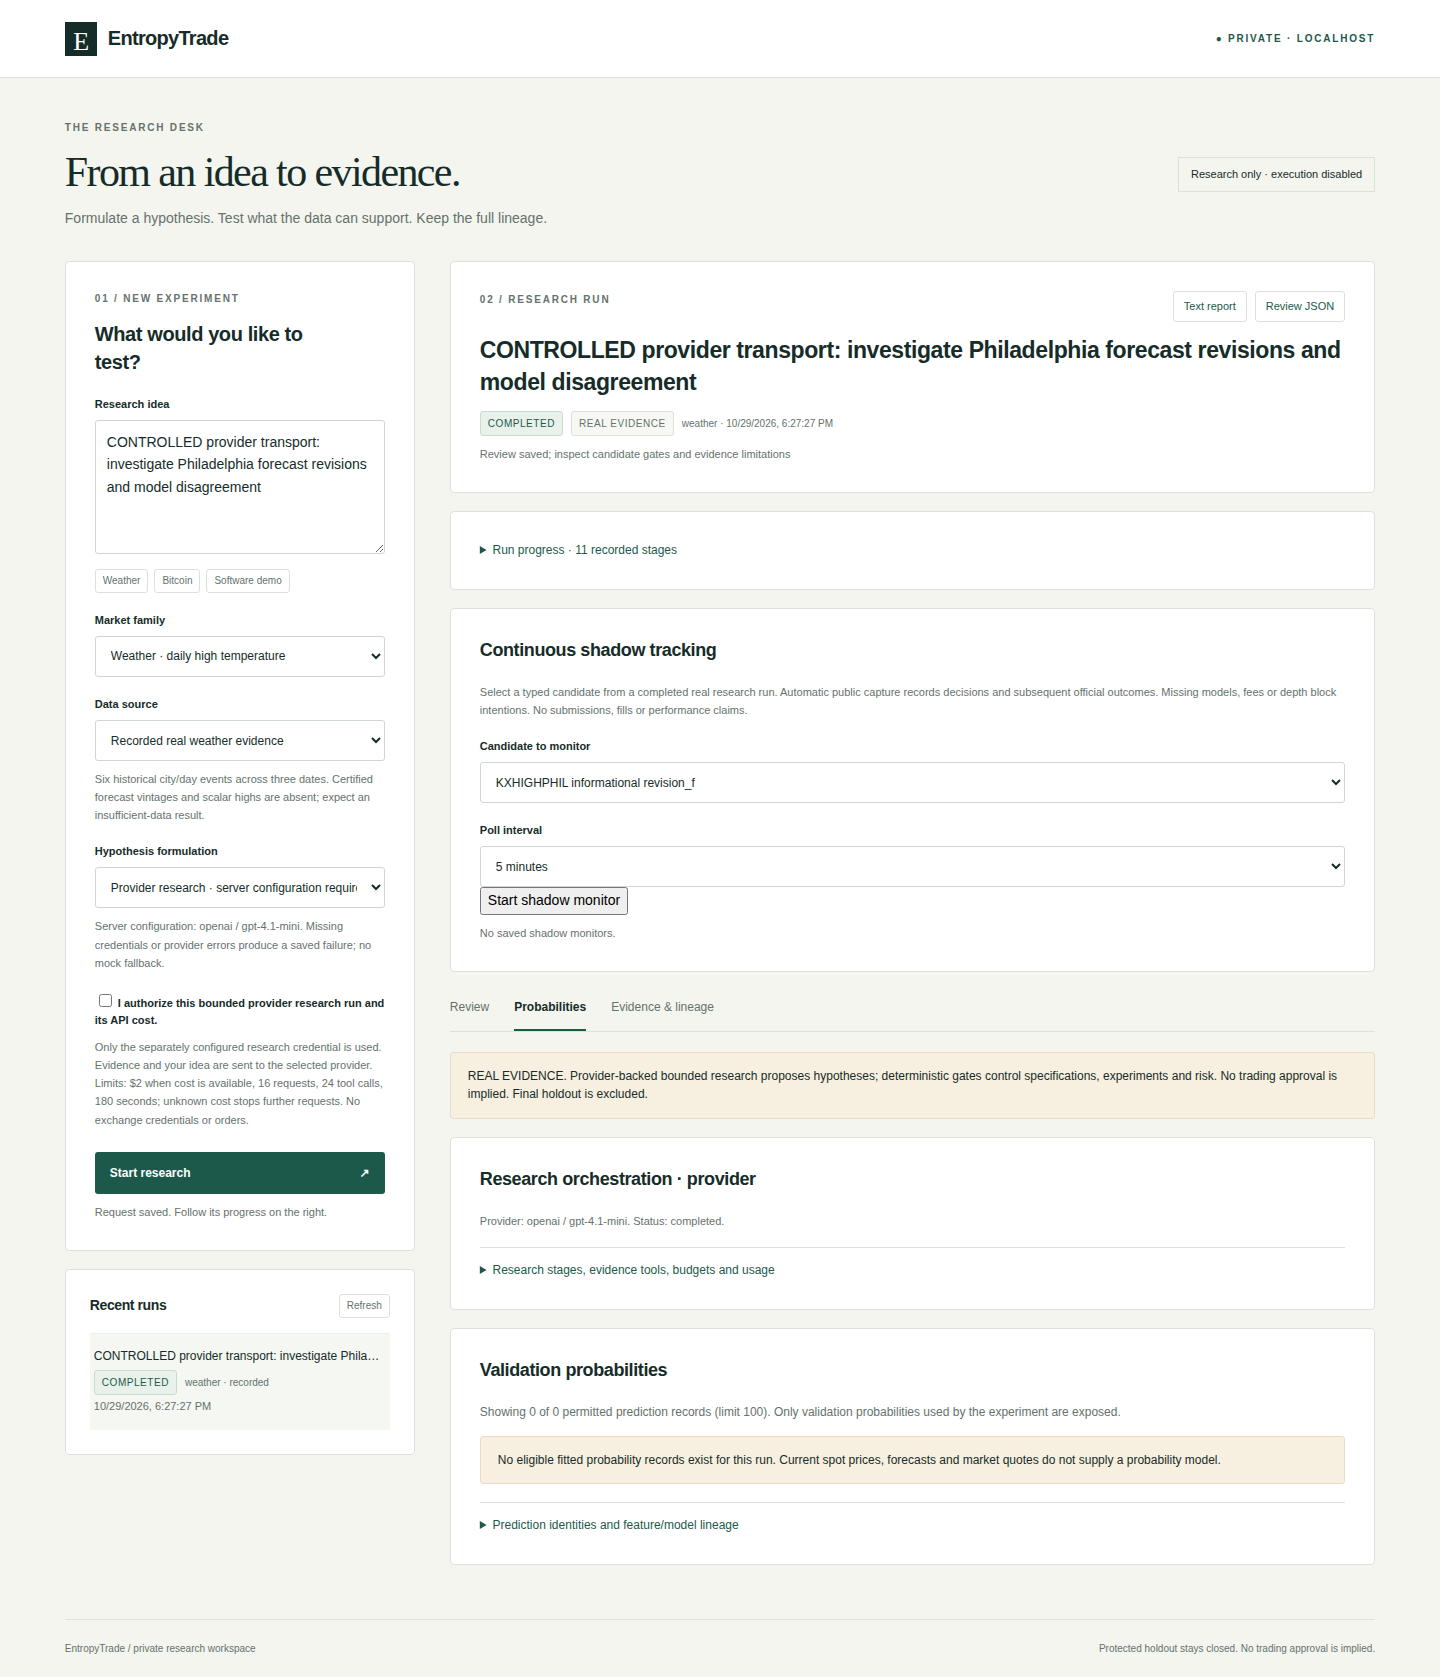 E EntropyTrade
● PRIVATE · LOCALHOST
THE RESEARCH DESK
From an idea to evidence.
Research only · execution disabled
Formulate a hypothesis. Test what the data can support. Keep the full lineage.
01 / NEW EXPERIMENT
What would you like to
test?
Research idea
CONTROLLED provider transport:
investigate Philadelphia forecast revisions
and model disagreement
Weather
Bitcoin
Software demo
Market family
Weather · daily high temperature
Data source
Recorded real weather evidence
Six historical city/day events across three dates. Certified
forecast vintages and scalar highs are absent; expect an
insufficient-data result.
Hypothesis formulation
Provider research · server configuration require
Server configuration: openai / gpt-4.1-mini. Missing
credentials or provider errors produce a saved failure; no
mock fallback.
I authorize this bounded provider research run and
its API cost.
Only the separately configured research credential is used.
Evidence and your idea are sent to the selected provider.
Limits: $2 when cost is available, 16 requests, 24 tool calls,
180 seconds; unknown cost stops further requests. No
exchange credentials or orders.
Start research ↗
Request saved. Follow its progress on the right.
Recent runs
Refresh
CONTROLLED provider transport: investigate Phila…
COMPLETED weather · recorded
10/29/2026, 6:27:27 PM
02 / RESEARCH RUN
Text report
Review JSON
CONTROLLED provider transport: investigate Philadelphia forecast revisions and
model disagreement
COMPLETED REAL EVIDENCE weather · 10/29/2026, 6:27:27 PM
Review saved; inspect candidate gates and evidence limitations
Run progress · 11 recorded stages
Continuous shadow tracking
Select a typed candidate from a completed real research run. Automatic public capture records decisions and subsequent official outcomes. Missing models, fees or depth block
intentions. No submissions, fills or performance claims.
Candidate to monitor
KXHIGHPHIL informational revision_f
Poll interval
5 minutes
Start shadow monitor
No saved shadow monitors.
Review
Probabilities
Evidence & lineage
REAL EVIDENCE. Provider-backed bounded research proposes hypotheses; deterministic gates control specifications, experiments and risk. No trading approval is
implied. Final holdout is excluded.
Research orchestration · provider
Provider: openai / gpt-4.1-mini. Status: completed.
Research stages, evidence tools, budgets and usage
Validation probabilities
Showing 0 of 0 permitted prediction records (limit 100). Only validation probabilities used by the experiment are exposed.
No eligible fitted probability records exist for this run. Current spot prices, forecasts and market quotes do not supply a probability model.
Prediction identities and feature/model lineage
EntropyTrade / private research workspace
Protected holdout stays closed. No trading approval is implied.